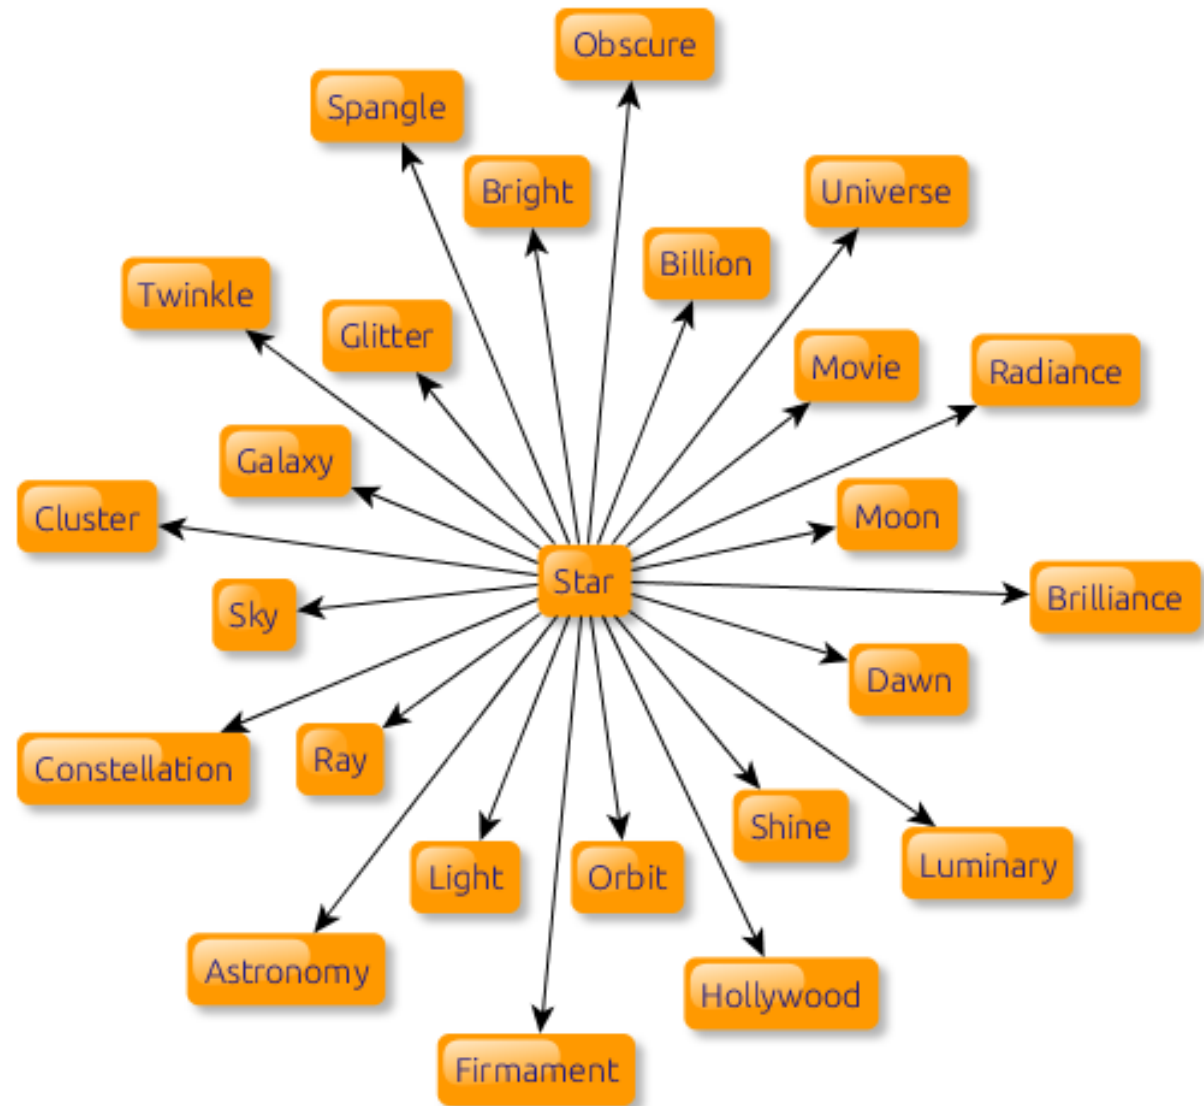 Obscure
Spangle
Bright
Universe
Billion
Twinkle
Glitter
Movie
Radiance
Galaxy
Cluster
Moon
Star
Sky
Brilliance
Dawn
Constellation
Ray
Shine
Light
Orbit
Luminary
Astronomy
Hollywood
Firmament